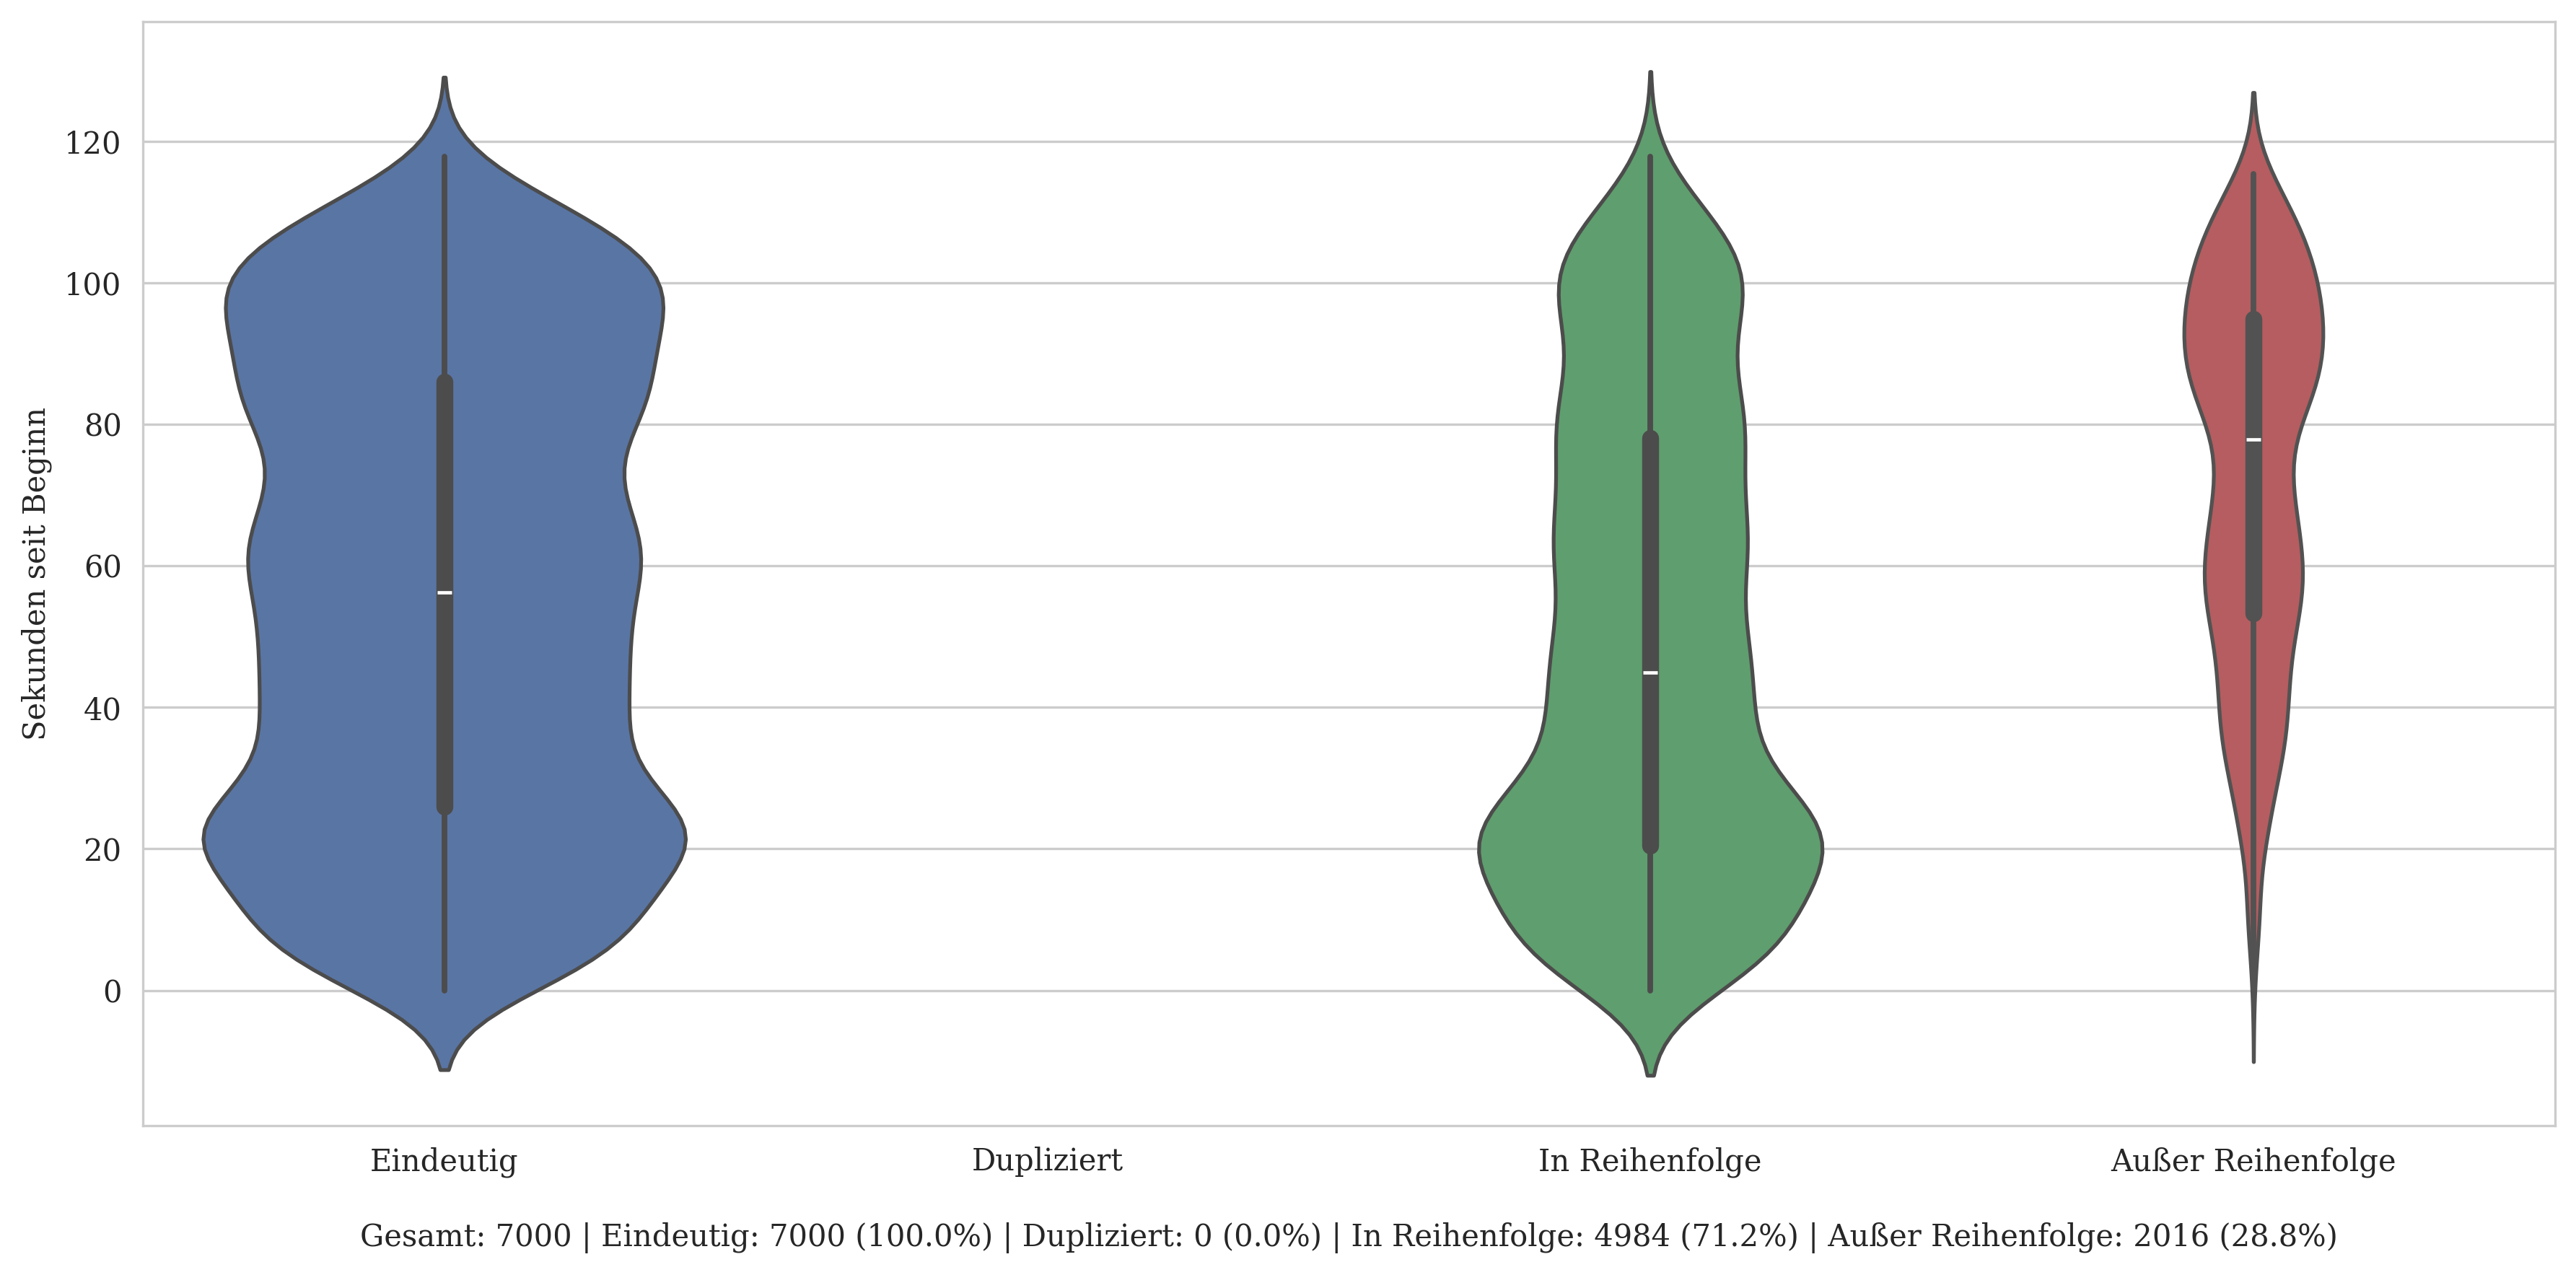 Sekunden seit Beginn
120
100
80
60
40
20
0
Eindeutig
Dupliziert
In Reihenfolge
Außer Reihenfolge
Gesamt: 7000 | Eindeutig: 7000 (100.0%) | Dupliziert: 0 (0.0%) | In Reihenfolge: 4984 (71.2%) | Außer Reihenfolge: 2016 (28.8%)